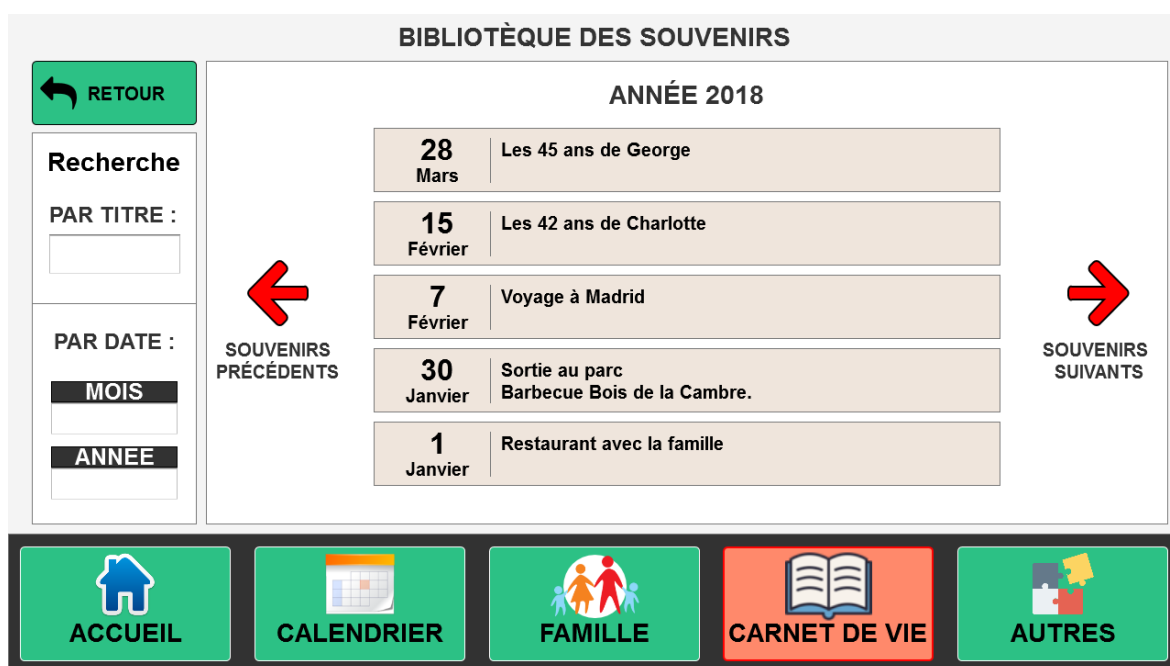 BIBLIOTÈQUE DES SOUVENIRS
RETOUR
Recherche
PAR TITRE :
PAR DATE :
MOIS
ANNEE
ANNÉE 2018
SOUVENIRS
PRÉCÉDENTS
28
Mars
Les 45 ans de George
15
Février
Les 42 ans de Charlotte
7
Février
Voyage à Madrid
30
Janvier
Sortie au parc
Barbecue Bois de la Cambre.
1
Janvier
Restaurant avec la famille
SOUVENIRS
SUIVANTS
ACCUEIL
CALENDRIER
FAMILLE
CARNET DE VIE
AUTRES